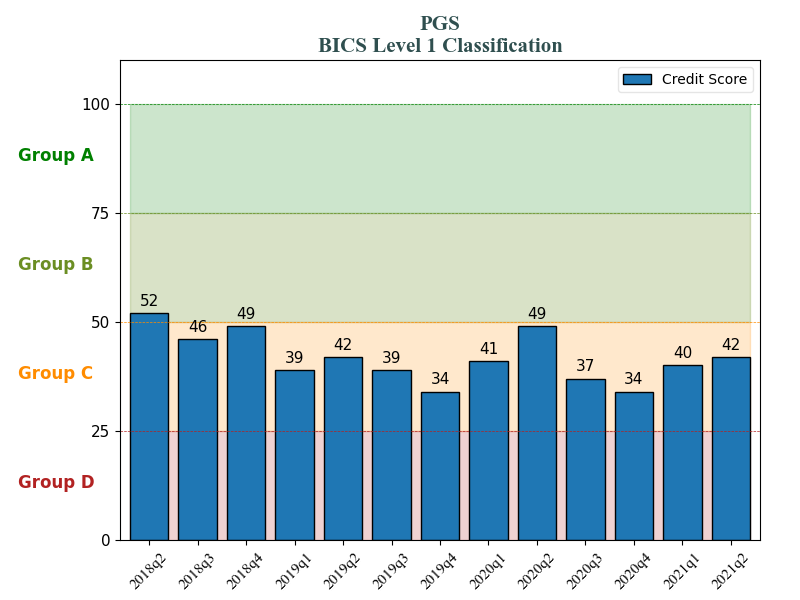 PGS
BICS Level 1 Classification
Credit Score
100
Group A
75
Group B
50
Group C
25
Group D
0
52
46
49
39
42
39
34
41
49
37
34
40
42
2018q2
2018q3
2018q4
2019q1
2019q2
2019q3
2019q4
2020q1
2020q2
2020q3
2020q4
2021q1
2021q2